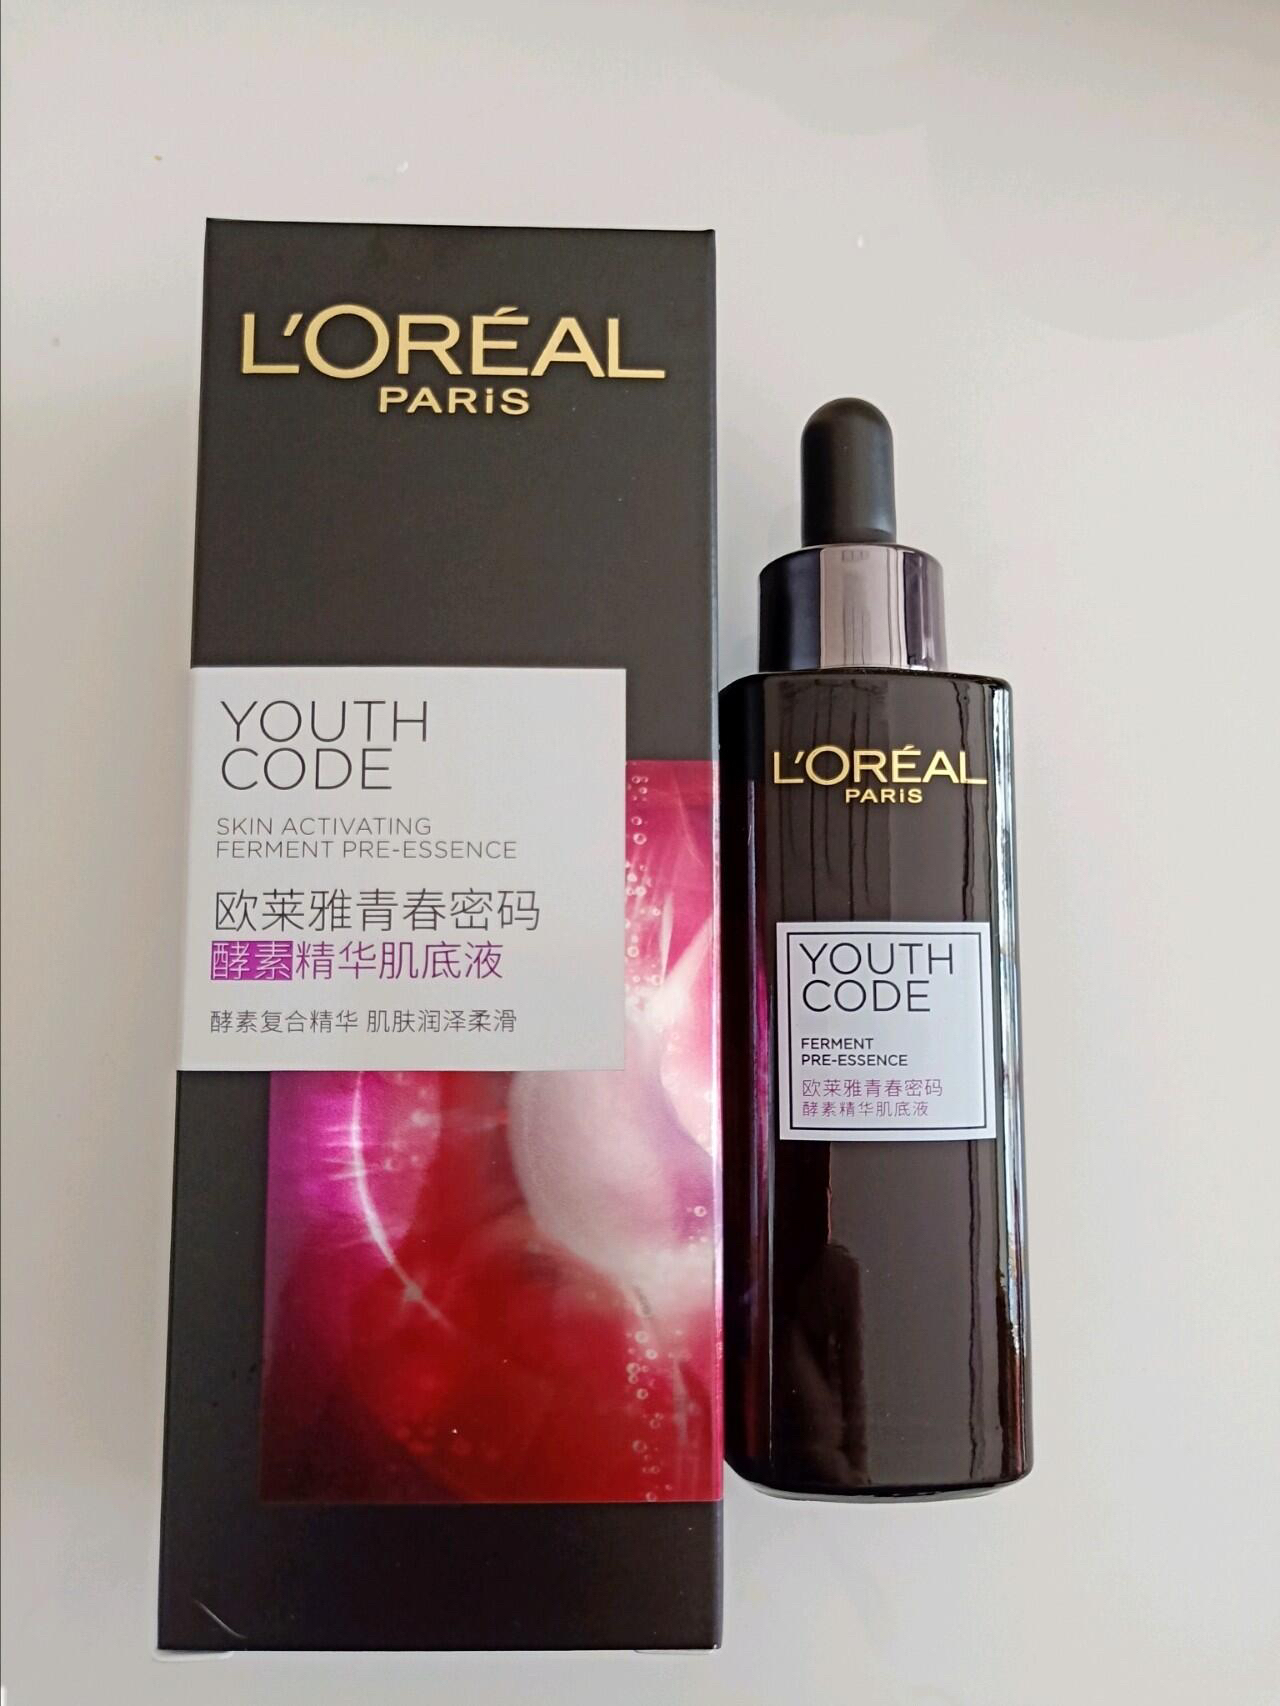 L'ORÉAL
PARiS
YOUTH
CODE
SKIN ACTIVATING
FERMENT PRE-ESSENCE
欧莱雅青春密码
酵素精华肌底液
酵素复合精华 肌肤润泽柔滑
L'ORÉAL
PARiS
YOUTH
CODE
FERMENT
PRE-ESSENCE
欧莱雅青春密码
酵素精华肌底液